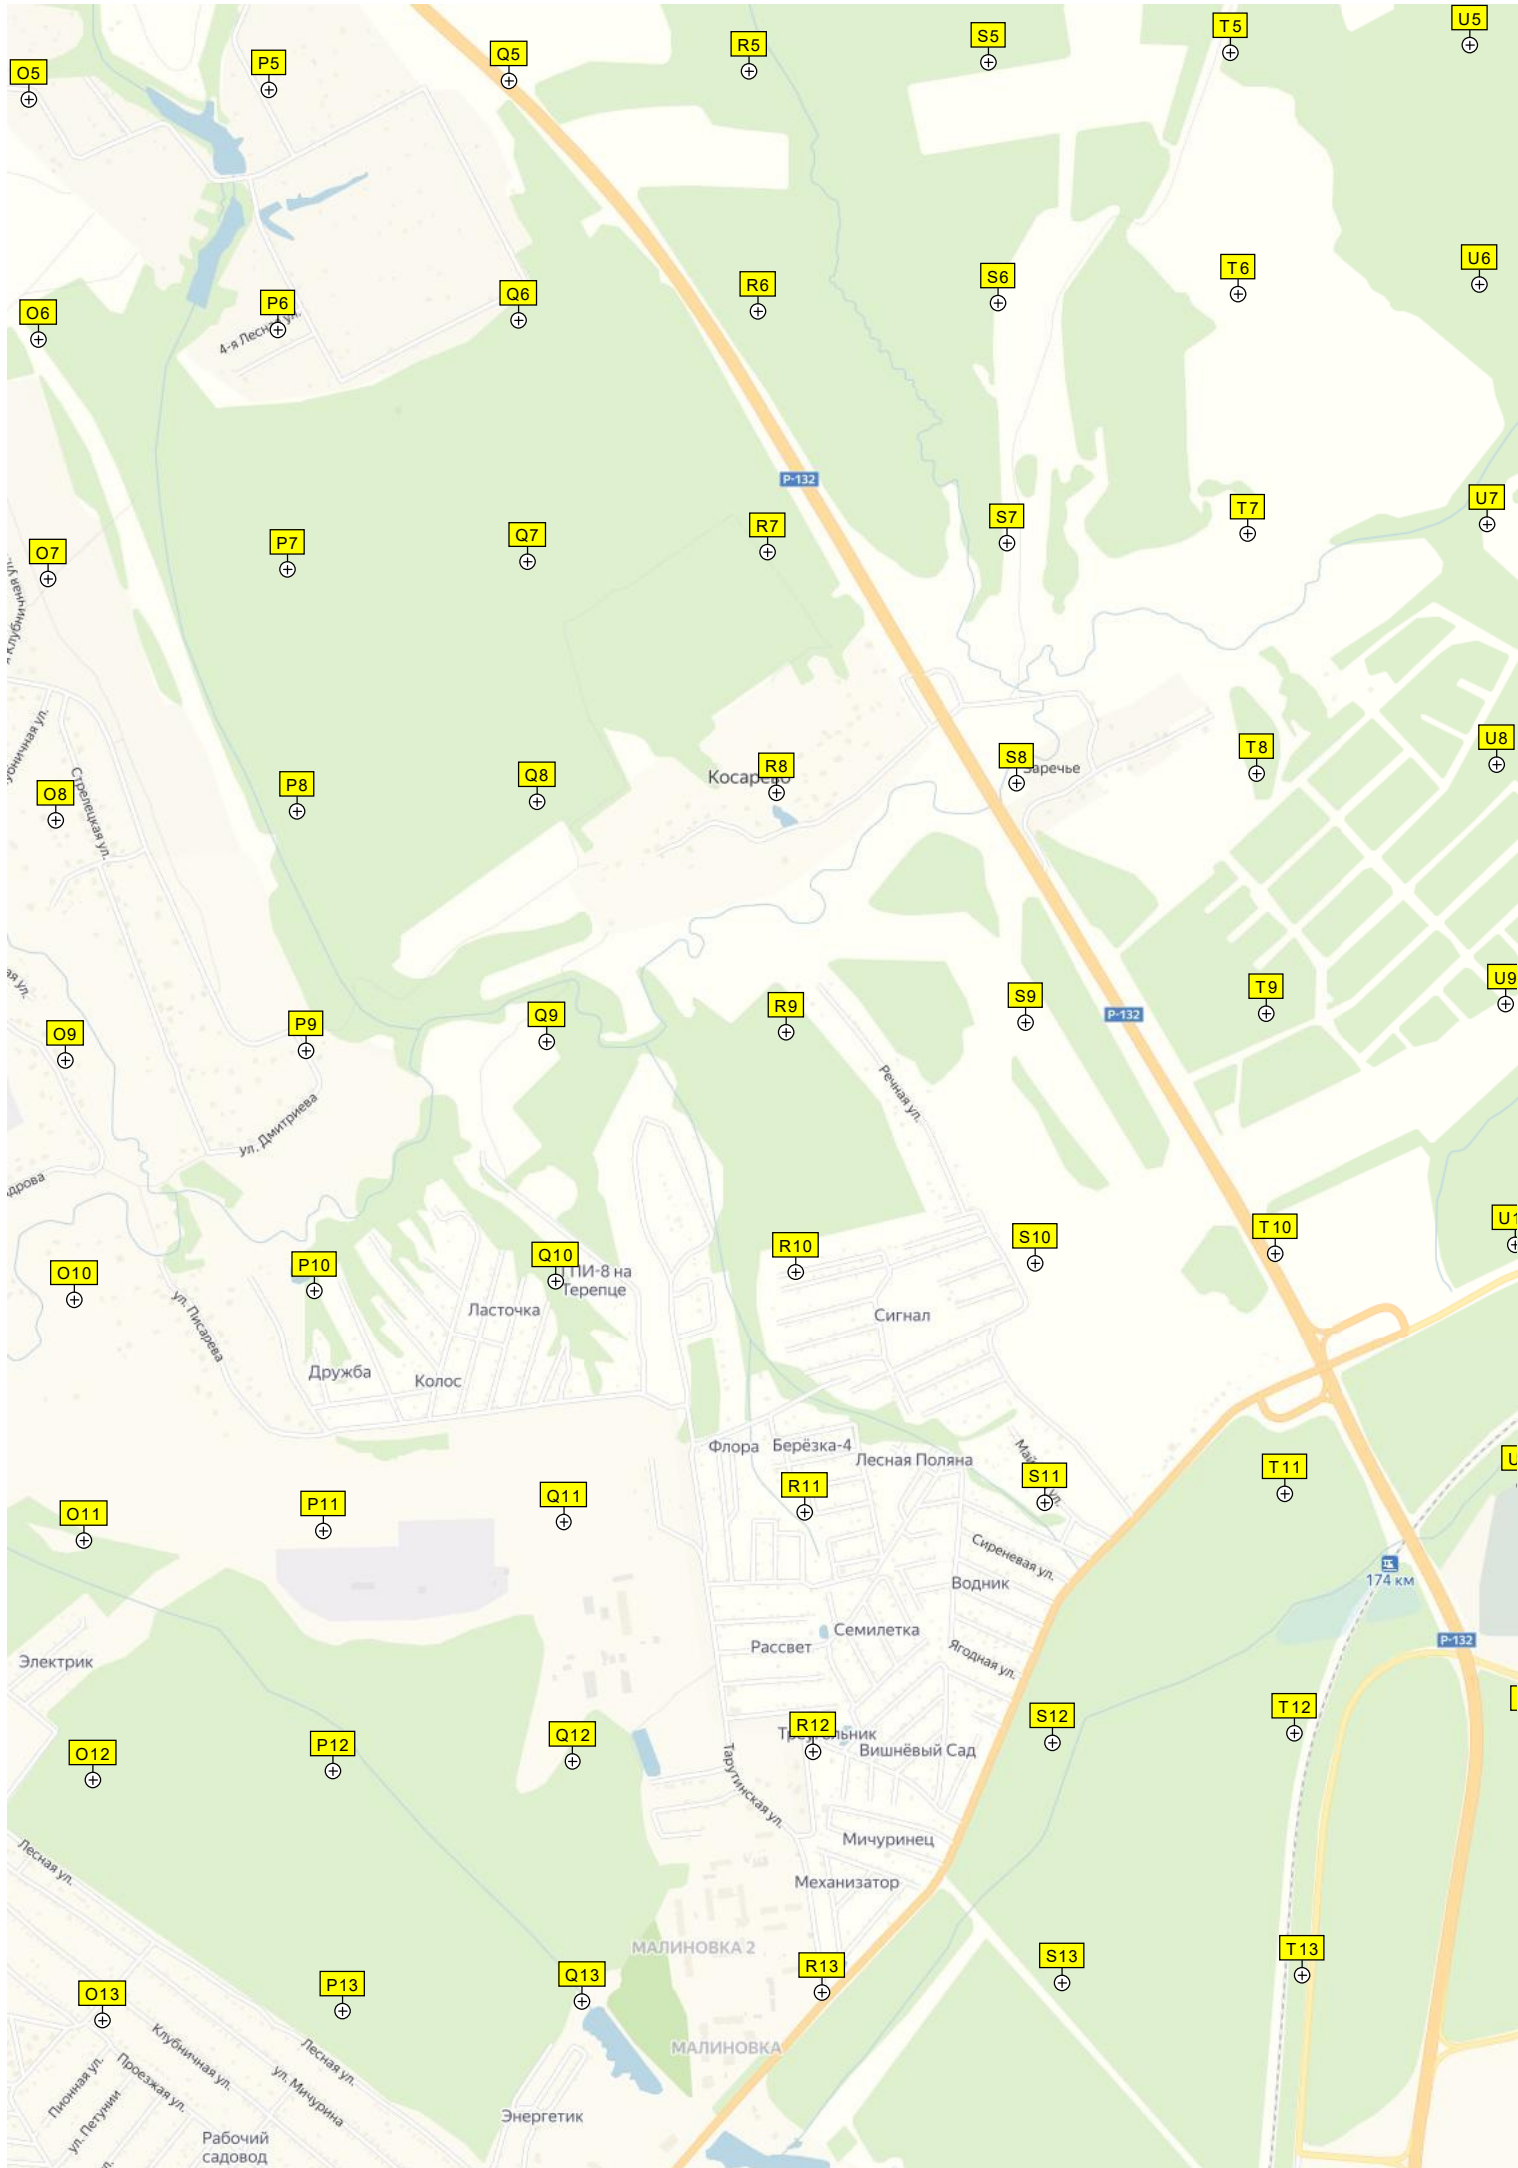 U5
T5
S5
R5
Q5
P5
O5
U6
T6
S6
R6
Q6
P6
O6
4-я Лесная ул.
P-132
U7
T7
S7
R7
Q7
P7
O7
Клубничная ул.
U8
T8
S8
Заречье
R8
Косарево
Q8
P8
O8
Стрелецкая ул.
U9
T9
S9
P-132
R9
Q9
P9
O9
Речная ул.
ул. Дмитриева
T10
S10
R10
Q10
ГПИ-8 на
Терепце
P10
O10
ул. Писарева
Ласточка
Сигнал
Дружба
Колос
Флора
Берёзка-4
Лесная Поляна
T11
S11
R11
Q11
P11
O11
Сиреневая ул.
174 км
Водник
Семилетка
Рассвет
Ягодная ул.
P-132
Электрик
T12
S12
R12
Треугольник
Вишнёвый Сад
Q12
P12
O12
Тарутинская ул.
Мичуринец
Лесная ул.
Механизатор
МАЛИНОВКА 2
T13
S13
R13
Q13
P13
O13
МАЛИНОВКА
Клубничная ул.
Лесная ул.
Проезжая ул.
ул. Мичурина
Пионная ул.
ул. Петунии
Энергетик
Рабочий
садовод